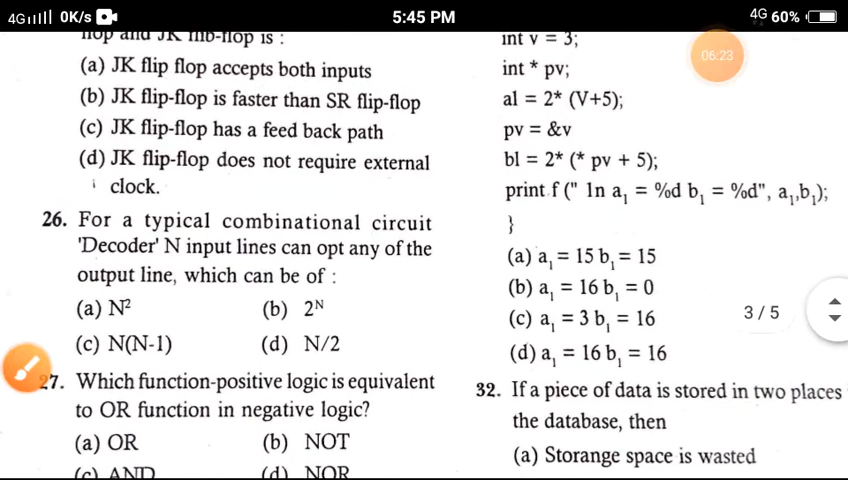 4G OK/s 5:45 PM 4G 60%
06:23
flop and JK flib-flop is :
(a) JK flip flop accepts both inputs
(b) JK flip-flop is faster than SR flip-flop
(c) JK flip-flop has a feed back path
(d) JK flip-flop does not require external
clock.
26. For a typical combinational circuit
'Decoder' N input lines can opt any of the
output line, which can be of :
(a) N²
(b) 2ᴺ
(c) N(N-1)
(d) N/2
27. Which function-positive logic is equivalent
to OR function in negative logic?
(a) OR
(b) NOT
(c) AND
(d) NOR
int v = 3;
int * pv;
al = 2* (V+5);
pv = &v
bl = 2* (* pv + 5);
print f (" ln a₁ = %d b₁ = %d", a₁,b₁);
}
(a) a₁ = 15 b₁ = 15
(b) a₁ = 16 b₁ = 0
(c) a₁ = 3 b₁ = 16
(d) a₁ = 16 b₁ = 16
3 / 5
32. If a piece of data is stored in two places
the database, then
(a) Storange space is wasted